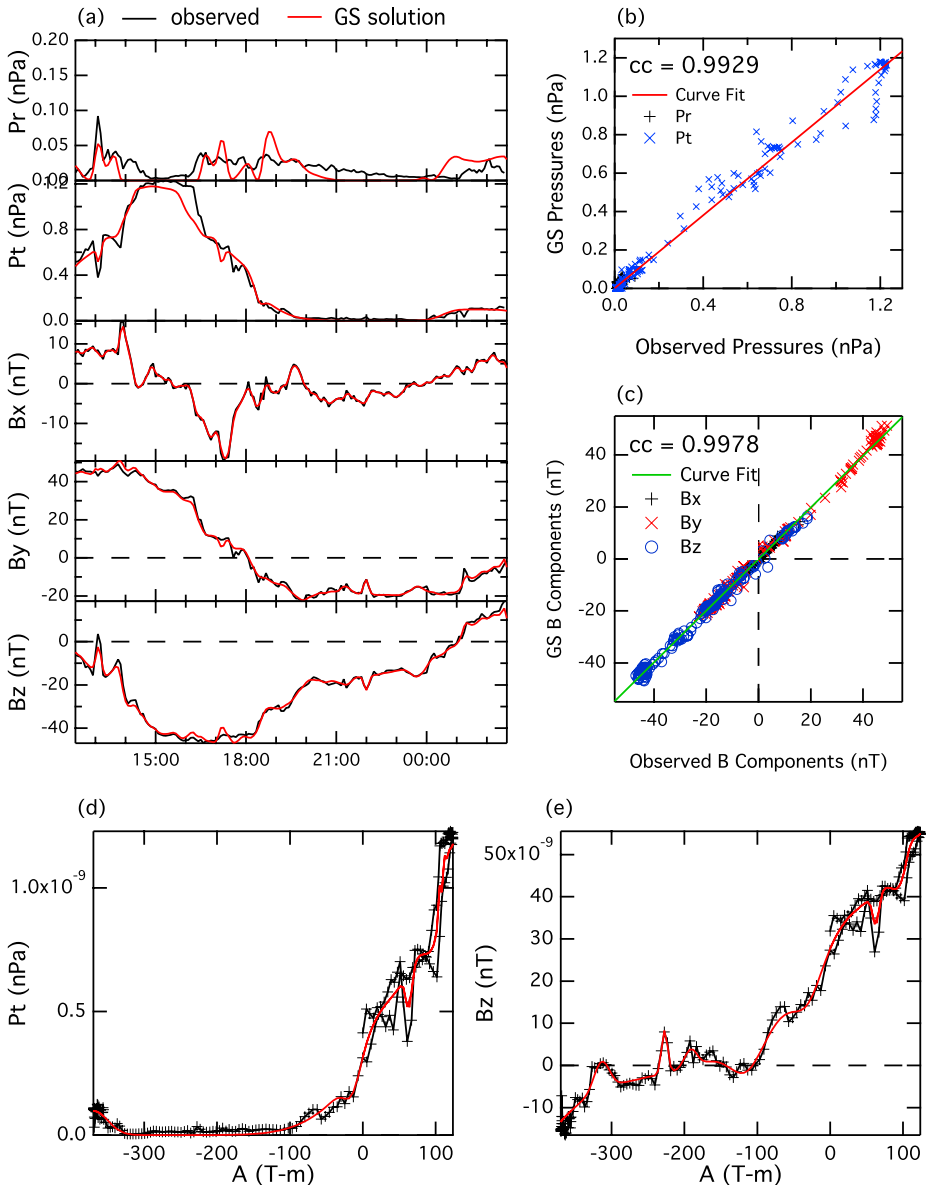 (a) observed GS solution
0.20
0.15
0.10
0.05
0.00
Pr (nPa)
1.2
0.8
0.4
0.0
Pt (nPa)
10
0
-10
Bx (nT)
40
20
0
-20
By (nT)
0
-20
-40
Bz (nT)
15:00 18:00 21:00 00:00
(b)
cc = 0.9929
Curve Fit
Pr
Pt
1.2
1.0
0.8
0.6
0.4
0.2
0.0
GS Pressures (nPa)
0.0 0.4 0.8 1.2
Observed Pressures (nPa)
(c)
cc = 0.9978
Curve Fit
Bx
By
Bz
40
20
0
-20
-40
GS B Components (nT)
-40 -20 0 20 40
Observed B Components (nT)
(d)
1.0x10-9
0.5
0.0
Pt (nPa)
-300 -200 -100 0 100
A (T-m)
(e)
50x10-9
40
30
20
10
0
-10
Bz (nT)
-300 -200 -100 0 100
A (T-m)